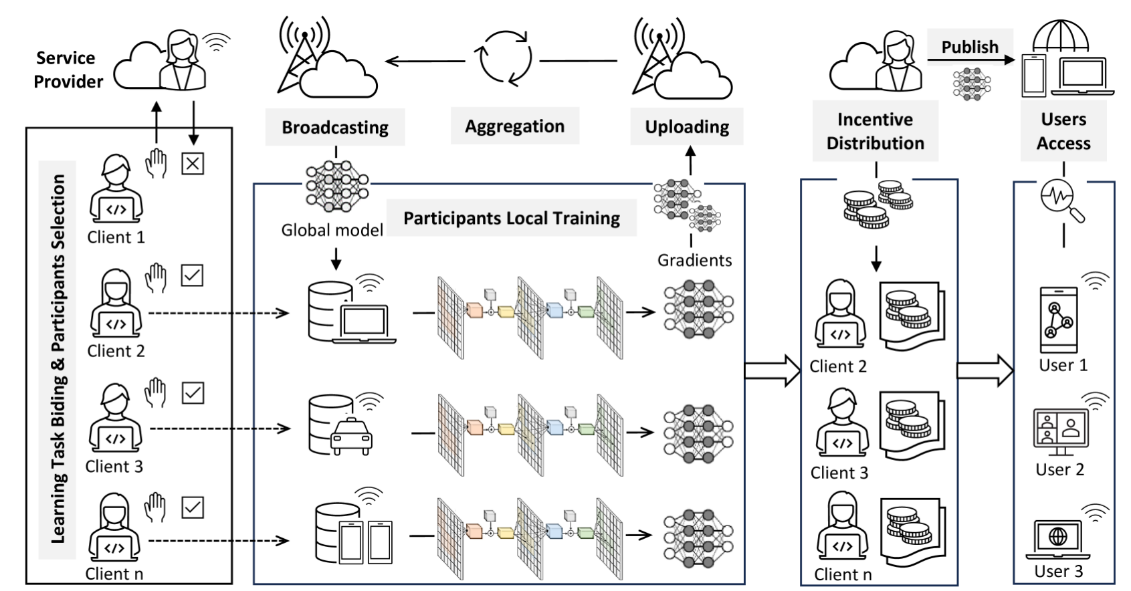 Service
Provider
Publish
Broadcasting
Aggregation
Uploading
Incentive
Distribution
Users
Access
Learning Task Biding & Participants Selection
</>
Client 1
</>
Client 2
</>
Client 3
</>
Client n
Global model
Participants Local Training
Gradients
</>
Client 2
</>
Client 3
</>
Client n
User 1
User 2
User 3